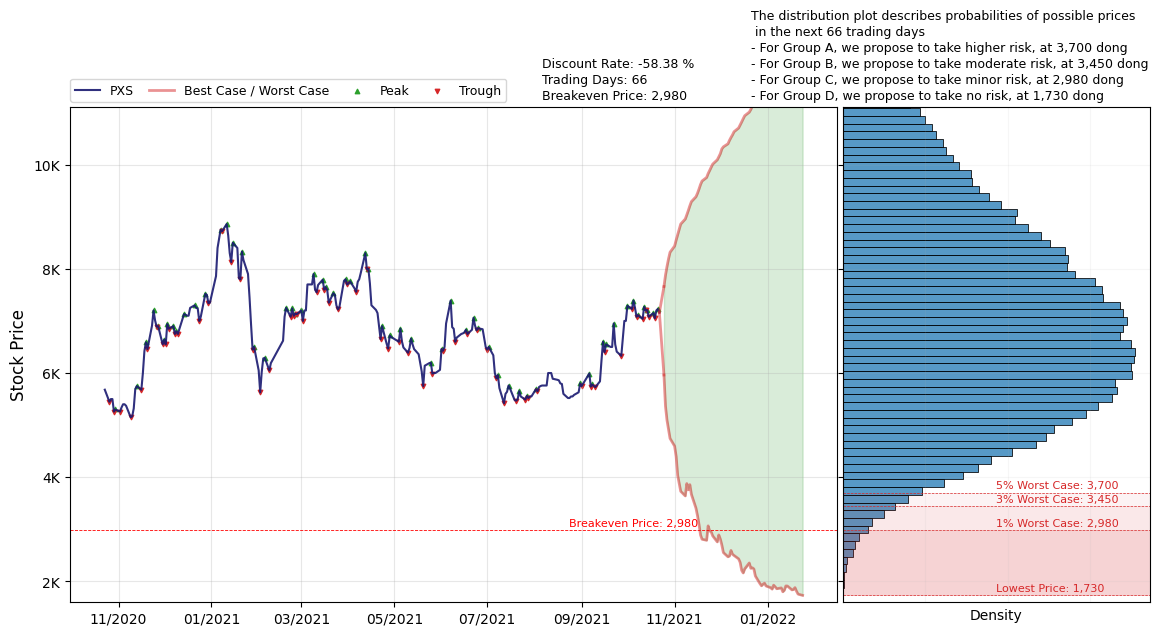 The distribution plot describes probabilities of possible prices
in the next 66 trading days
- For Group A, we propose to take higher risk, at 3,700 dong
- For Group B, we propose to take moderate risk, at 3,450 dong
- For Group C, we propose to take minor risk, at 2,980 dong
- For Group D, we propose to take no risk, at 1,730 dong
Discount Rate: -58.38 %
Trading Days: 66
Breakeven Price: 2,980
PXS
Best Case / Worst Case
Peak
Trough
Stock Price
10K
8K
6K
4K
2K
Breakeven Price: 2,980
11/2020
01/2021
03/2021
05/2021
07/2021
09/2021
11/2021
01/2022
5% Worst Case: 3,700
3% Worst Case: 3,450
1% Worst Case: 2,980
Lowest Price: 1,730
Density